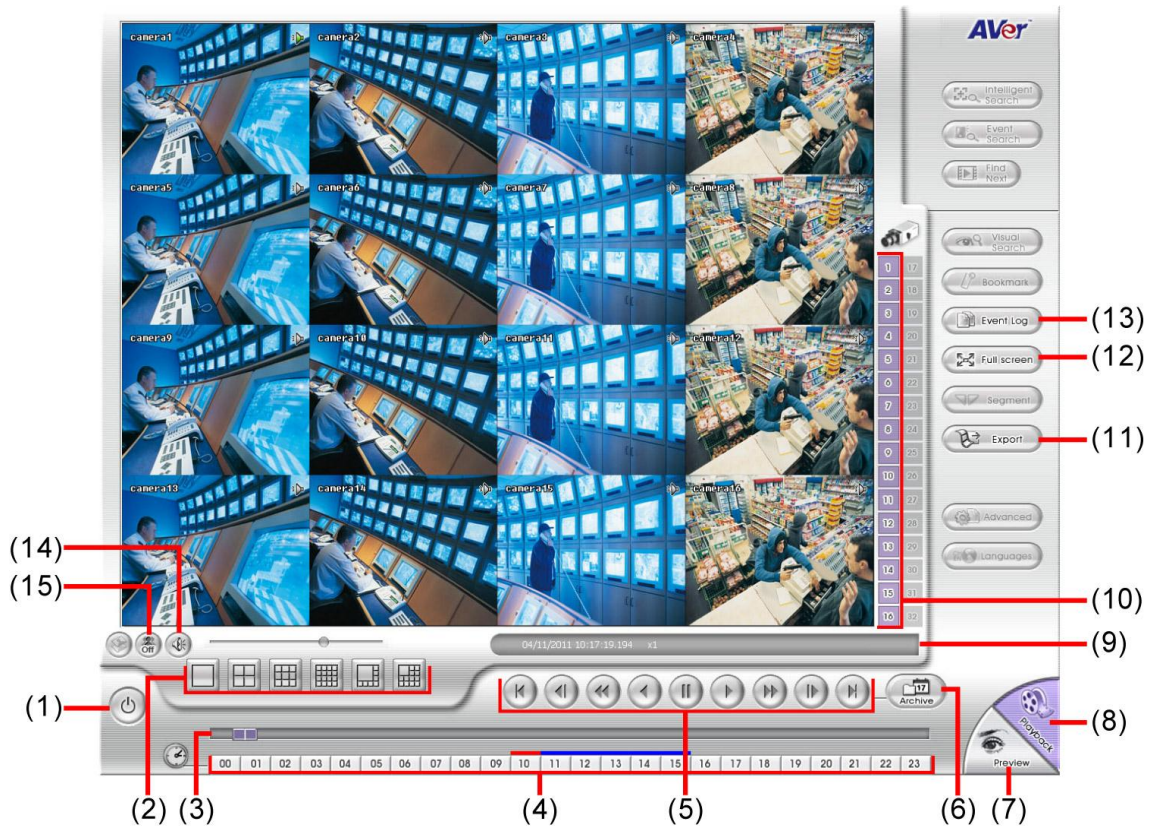 camera1 camera2 camera3 camera4
camera5 camera6 camera7 camera8
camera9 camera10 camera11 camera12
camera13 camera14 camera15 camera16
AVer
Intelligent
Search
Event
Search
Find
Next
Visual
Search
Bookmark
Event Log
Full screen
Segment
Export
Advanced
Languages
1 17
2 18
3 19
4 20
5 21
6 22
7 23
8 24
9 25
10 26
11 27
12 28
13 29
14 30
15 31
16 32
(13)
(12)
(11)
(10)
(9)
(8)
(14)
(15)
Off
04/11/2011 10:17:19.194 x1
17
Archive
Playback
Preview
(1)
00 01 02 03 04 05 06 07 08 09 10 11 12 13 14 15 16 17 18 19 20 21 22 23
(2) (3) (4) (5) (6) (7)